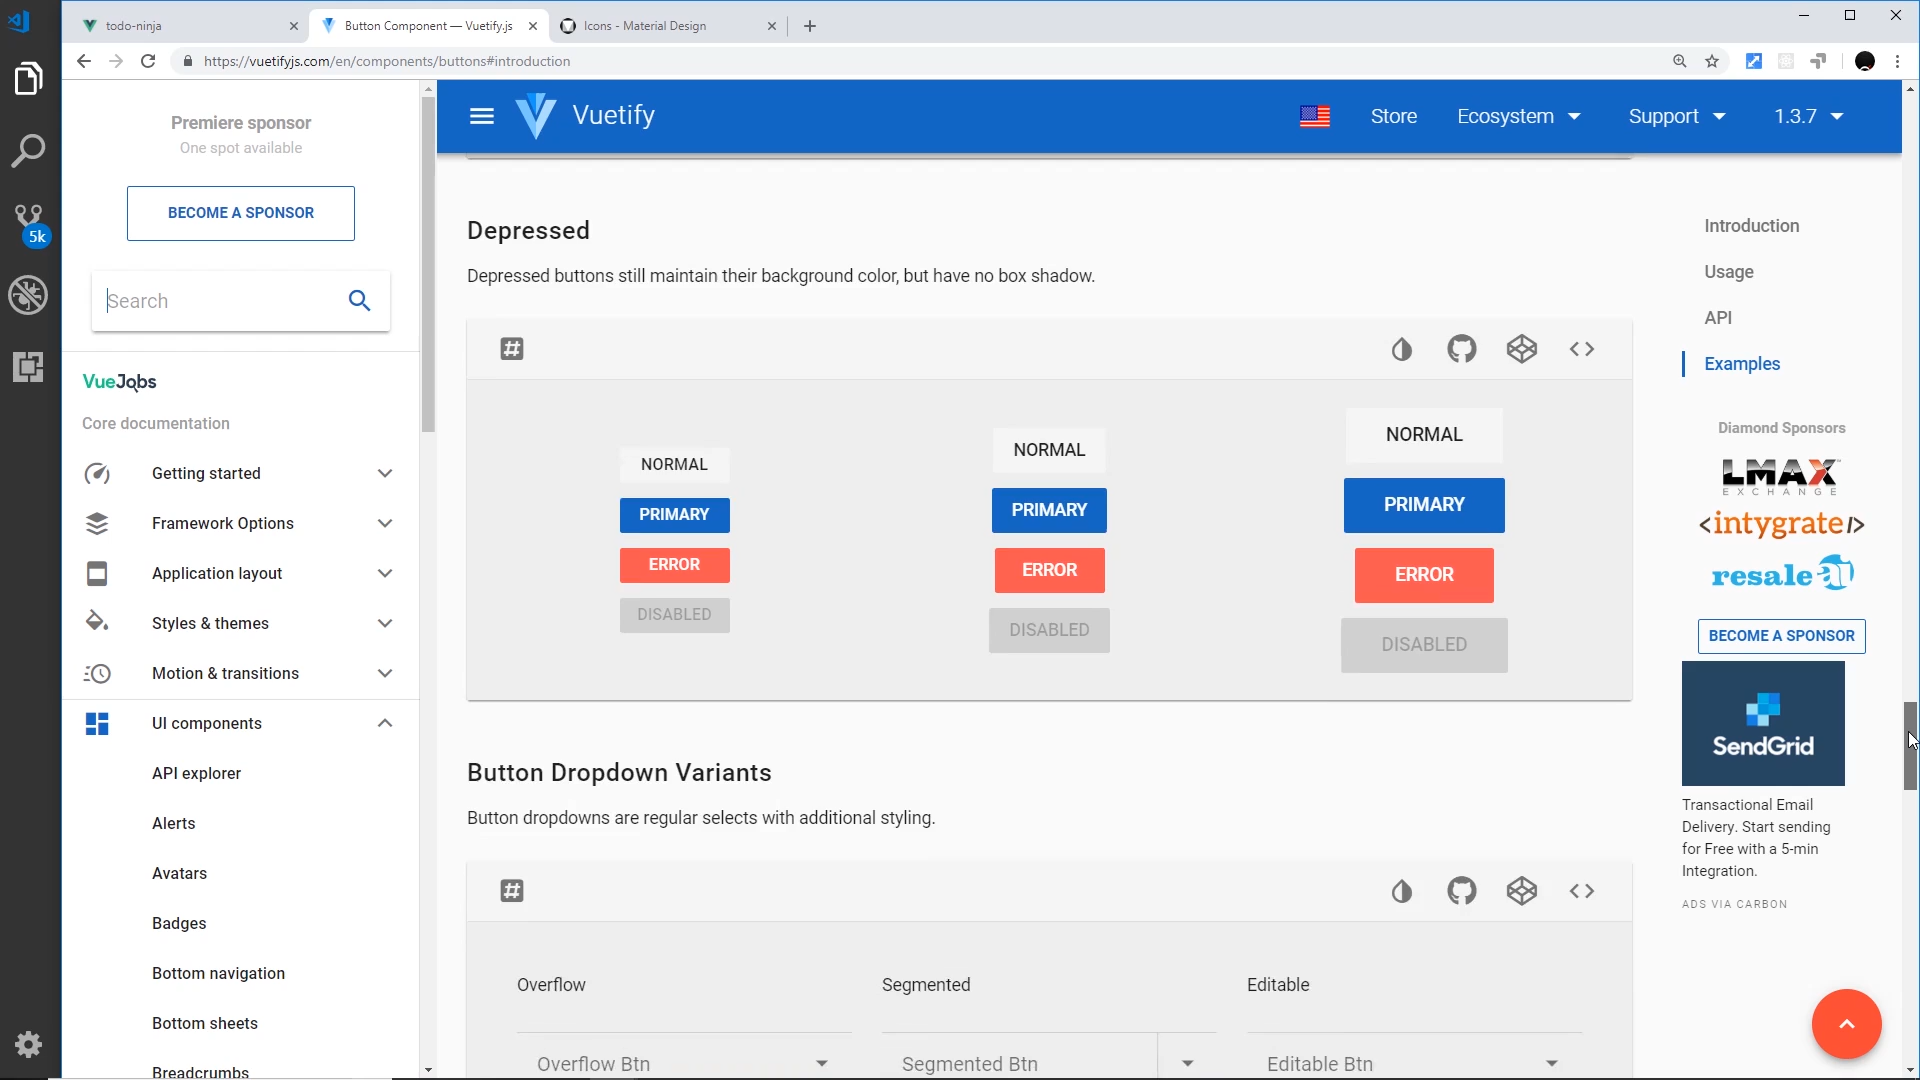 todo-ninja
Button Component — Vuetify.js
Icons - Material Design
https://vuetifyjs.com/en/components/buttons#introduction
5k
Premiere sponsor
One spot available
BECOME A SPONSOR
Search
VueJobs
Core documentation
Getting started
Framework Options
Application layout
Styles & themes
Motion & transitions
UI components
API explorer
Alerts
Avatars
Badges
Bottom navigation
Bottom sheets
Breadcrumbs
Vuetify
Store
Ecosystem
Support
1.3.7
Depressed
Depressed buttons still maintain their background color, but have no box shadow.
NORMAL
PRIMARY
ERROR
DISABLED
NORMAL
PRIMARY
ERROR
DISABLED
NORMAL
PRIMARY
ERROR
DISABLED
Button Dropdown Variants
Button dropdowns are regular selects with additional styling.
Overflow
Segmented
Editable
Overflow Btn
Segmented Btn
Editable Btn
Introduction
Usage
API
Examples
Diamond Sponsors
LMAX
EXCHANGE
<intygrate/>
resale
BECOME A SPONSOR
SendGrid
Transactional Email
Delivery. Start sending
for Free with a 5-min
Integration.
ADS VIA CARBON